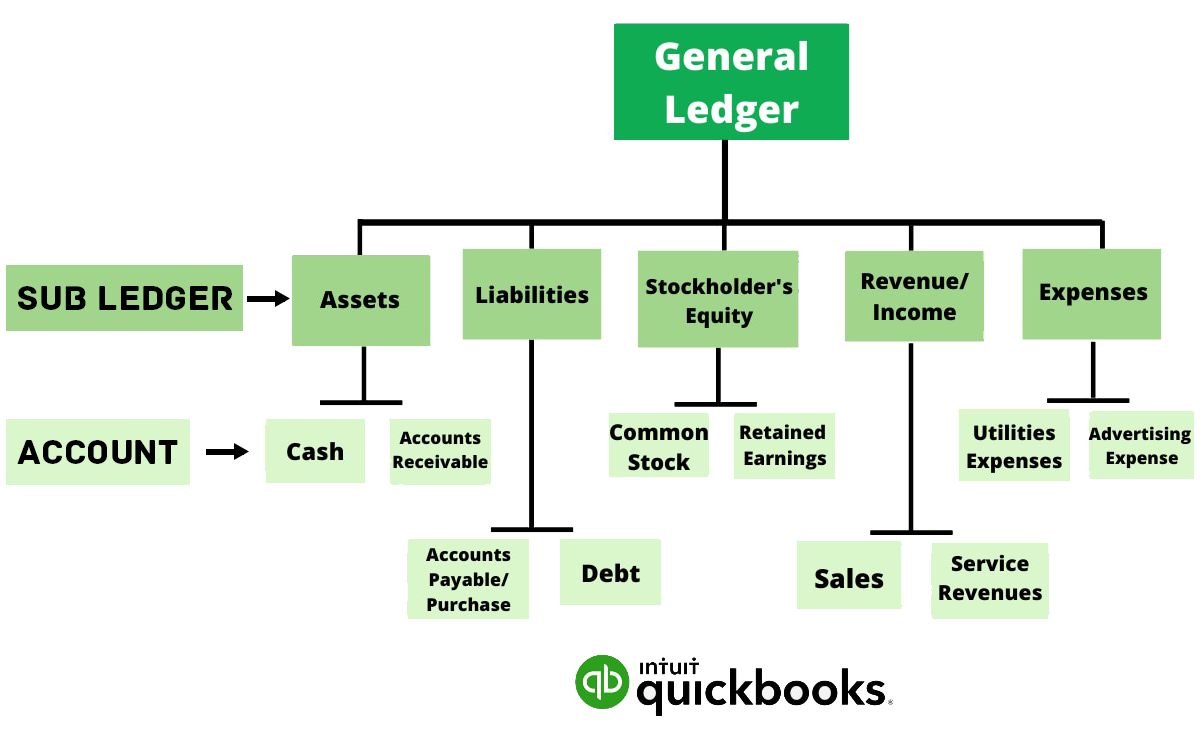 General
Ledger
SUB LEDGER
Assets
Liabilities
Stockholder's
Equity
Revenue/
Income
Expenses
ACCOUNT
Cash
Accounts
Receivable
Common
Stock
Retained
Earnings
Utilities
Expenses
Advertising
Expense
Accounts
Payable/
Purchase
Debt
Sales
Service
Revenues
qb
intuit
quickbooks®